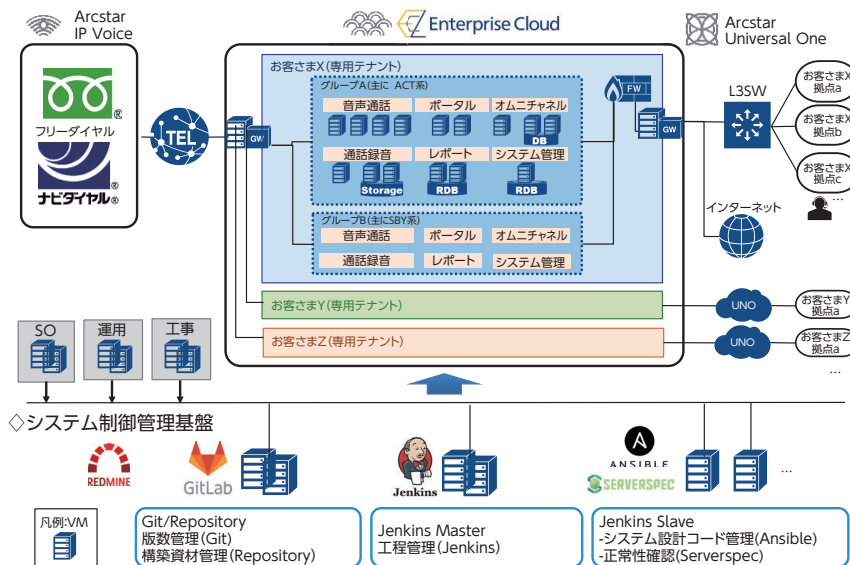 Arcstar
IP Voice
Enterprise Cloud
Arcstar
Universal One
フリーダイヤル
ナビダイヤル®
TEL
GW
お客さまX(専用テナント)
グループA(主に ACT系)
音声通話
ポータル
オムニチャネル
DB
通話録音
レポート
システム管理
Storage
RDB
RDB
グループB(主にSBY系)
音声通話
ポータル
オムニチャネル
通話録音
レポート
システム管理
FW
GW
L3SW
お客さまX
拠点a
お客さまX
拠点b
お客さまX
拠点c
…
インターネット
お客さまY(専用テナント)
UNO
お客さまY
拠点a
お客さまZ(専用テナント)
UNO
お客さまZ
拠点a
…
SO
運用
工事
◇システム制御管理基盤
REDMINE
GitLab
Jenkins
ANSIBLE
SERVERSPEC
…
凡例:VM
Git/Repository
版数管理(Git)
構築資材管理(Repository)
Jenkins Master
工程管理(Jenkins)
Jenkins Slave
-システム設計コード管理(Ansible)
-正常性確認(Serverspec)